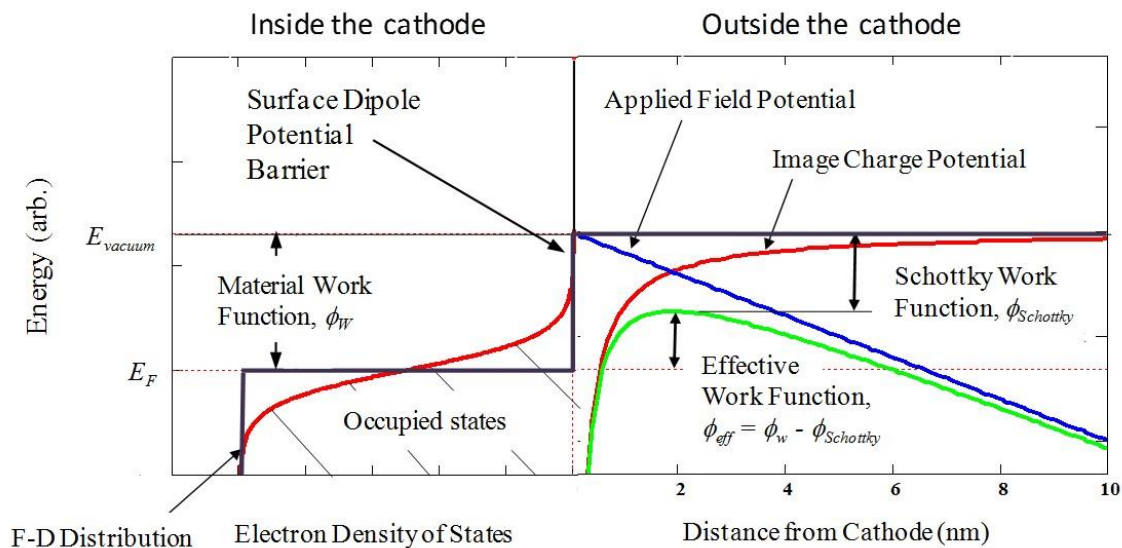 Inside the cathode
Outside the cathode
Surface Dipole
Potential
Barrier
Applied Field Potential
Image Charge Potential
Energy (arb.)
E_vacuum
Material Work
Function, ϕ_W
E_F
Occupied states
Schottky Work
Function, ϕ_Schottky
Effective
Work Function,
ϕ_eff = ϕ_w - ϕ_Schottky
2
4
6
8
10
F-D Distribution
Electron Density of States
Distance from Cathode (nm)